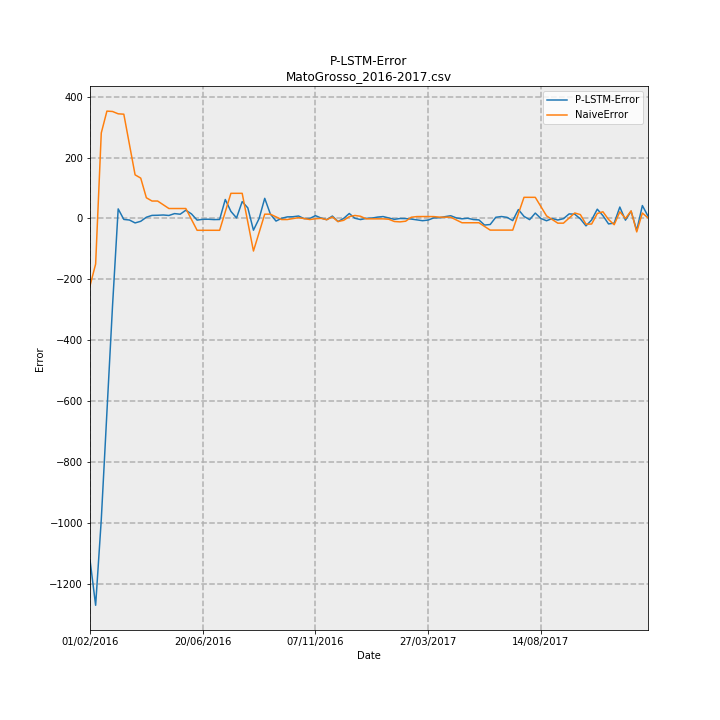 P-LSTM-Error
MatoGrosso_2016-2017.csv
P-LSTM-Error
NaiveError
400
200
0
−200
−400
−600
−800
−1000
−1200
Error
01/02/2016 20/06/2016 07/11/2016 27/03/2017 14/08/2017
Date